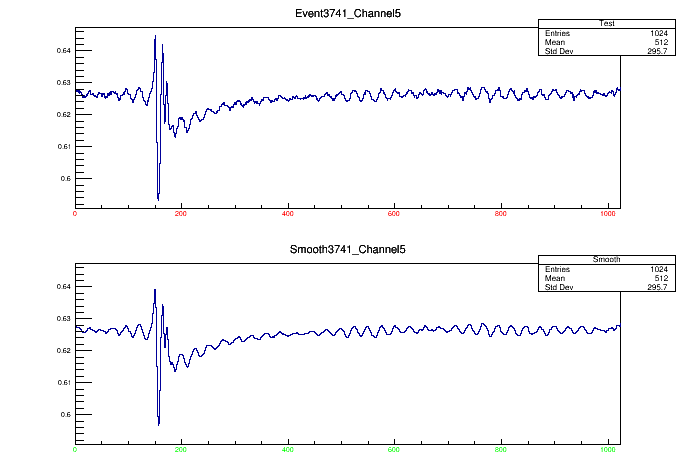 Event3741_Channel5
Test
Entries 1024
Mean 512
Std Dev 295.7
0.64
0.63
0.62
0.61
0.6
0 200 400 600 800 1000
Smooth3741_Channel5
Smooth
Entries 1024
Mean 512
Std Dev 295.7
0.64
0.63
0.62
0.61
0.6
0 200 400 600 800 1000